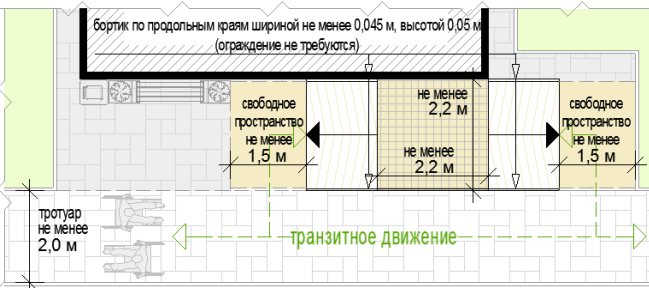 бортик по продольным краям шириной не менее 0,045 м, высотой 0,05 м
(ограждение не требуются)
свободное
пространство
не менее
1,5 м
не менее
2,2 м
не менее
2,2 м
свободное
пространство
не менее
1,5 м
тротуар
не менее
2,0 м
транзитное движение